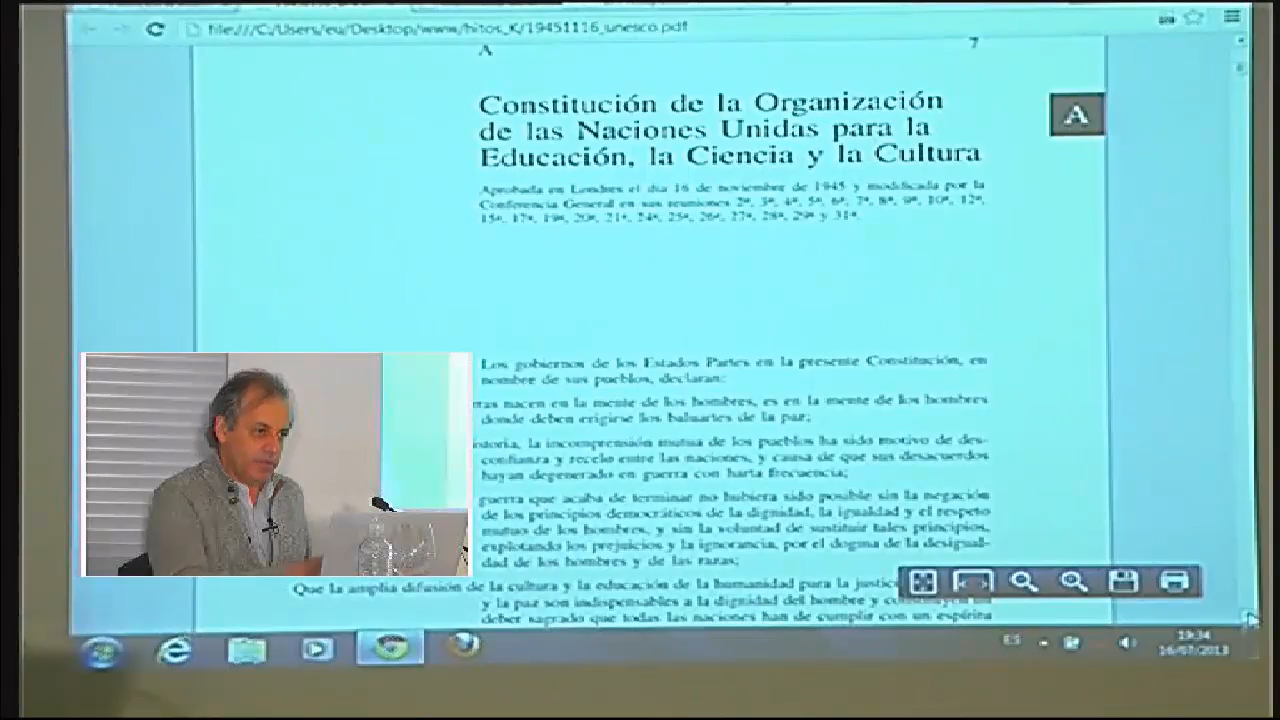 file:///C:/Users/eu/Desktop/www/hitos_K/19451116_unesco.pdf
A
7
Constitución de la Organización
de las Naciones Unidas para la
Educación, la Ciencia y la Cultura
A
Aprobada en Londres el día 16 de noviembre de 1945 y modificada por la
Conferencia General en sus reuniones 2ª, 3ª, 4ª, 5ª, 6ª, 7ª, 8ª, 9ª, 10ª, 12ª,
15ª, 17ª, 19ª, 20ª, 21ª, 24ª, 25ª, 26ª, 27ª, 28ª, 29ª y 31ª.
Los gobiernos de los Estados Partes en la presente Constitución, en
nombre de sus pueblos, declaran:
ras nacen en la mente de los hombres, es en la mente de los hombres
donde deben erigirse los baluartes de la paz;
storia, la incomprensión mutua de los pueblos ha sido motivo de des-
confianza y recelo entre las naciones, y causa de que sus desacuerdos
hayan degenerado en guerra con harta frecuencia;
guerra que acaba de terminar no hubiera sido posible sin la negación
de los principios democráticos de la dignidad, la igualdad y el respeto
mutuo de los hombres, y sin la voluntad de sustituir tales principios,
explotando los prejuicios y la ignorancia, por el dogma de la desigual-
dad de los hombres y de las razas;
Que la amplia difusión de la cultura y la educación de la humanidad para la justic
y la paz son indispensables a la dignidad del hombre y
deber sagrado que todas las naciones han de cumplir con un espíritu
ES
19:34
16/07/2013